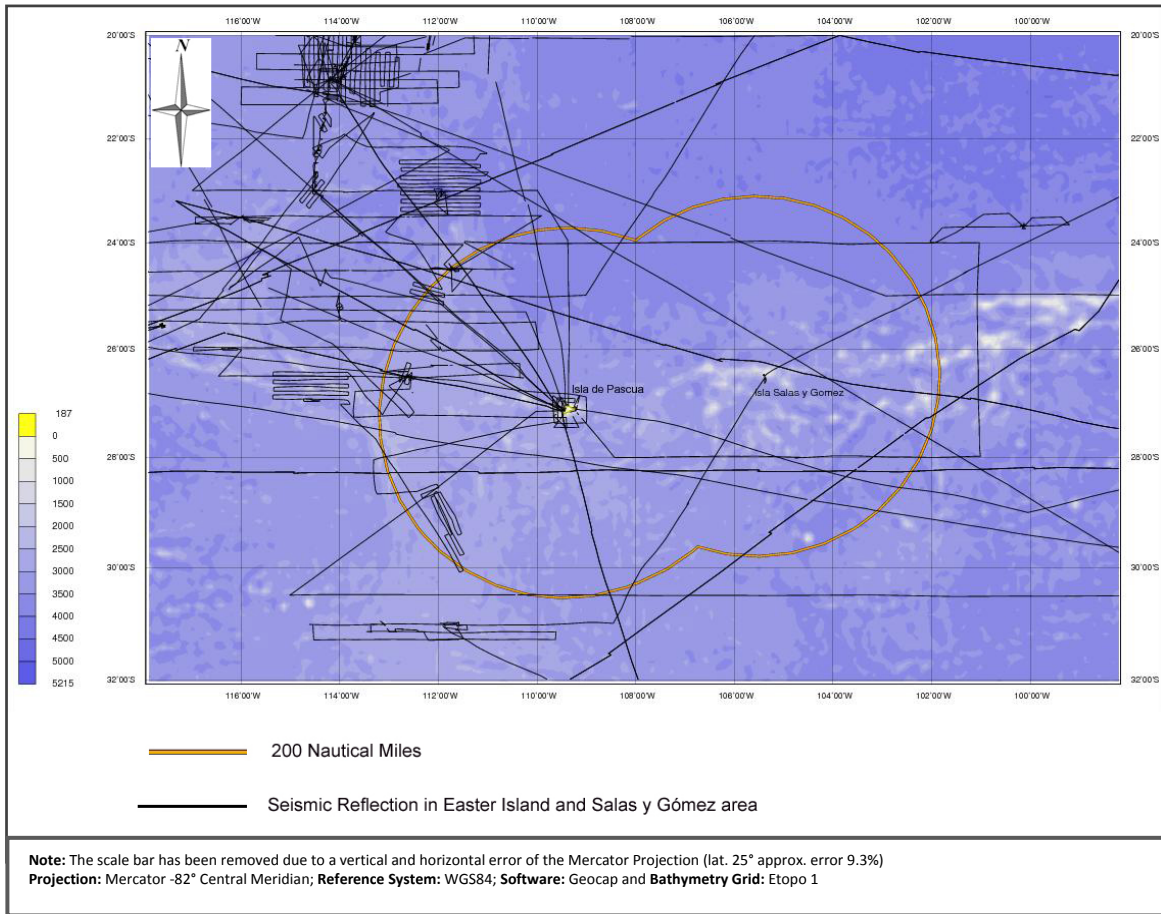 116°00'W 114°00'W 112°00'W 110°00'W 108°00'W 106°00'W 104°00'W 102°00'W 100°00'W
20°00'S 20°00'S
N
22°00'S 22°00'S
24°00'S 24°00'S
26°00'S 26°00'S
Isla de Pascua
Isla Salas y Gomez
28°00'S 28°00'S
30°00'S 30°00'S
32°00'S 32°00'S
187
0
500
1000
1500
2000
2500
3000
3500
4000
4500
5000
5215
116°00'W 114°00'W 112°00'W 110°00'W 108°00'W 106°00'W 104°00'W 102°00'W 100°00'W
200 Nautical Miles
Seismic Reflection in Easter Island and Salas y Gómez area
Note: The scale bar has been removed due to a vertical and horizontal error of the Mercator Projection (lat. 25° approx. error 9.3%)
Projection: Mercator -82° Central Meridian; Reference System: WGS84; Software: Geocap and Bathymetry Grid: Etopo 1